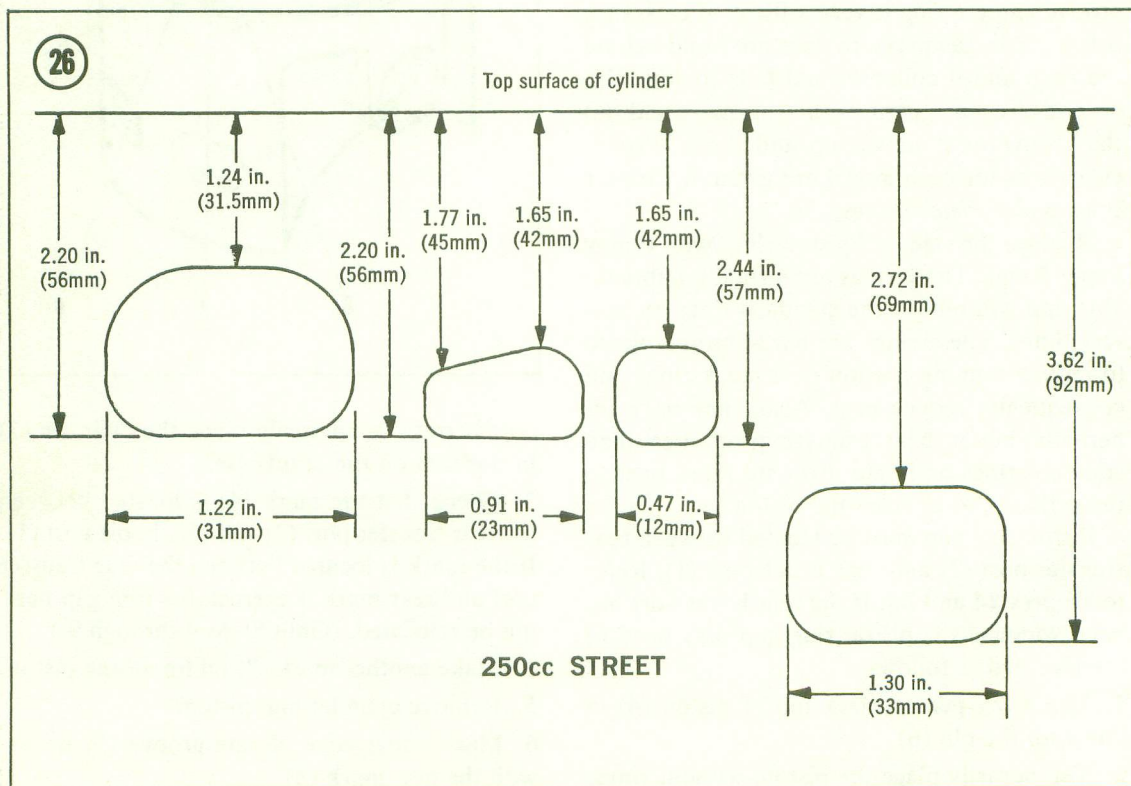 26
Top surface of cylinder
2.20 in.
(56mm)
1.24 in.
(31.5mm)
2.20 in.
(56mm)
1.77 in.
(45mm)
1.65 in.
(42mm)
1.65 in.
(42mm)
2.44 in.
(57mm)
2.72 in.
(69mm)
3.62 in.
(92mm)
1.22 in.
(31mm)
0.91 in.
(23mm)
0.47 in.
(12mm)
250cc STREET
1.30 in.
(33mm)